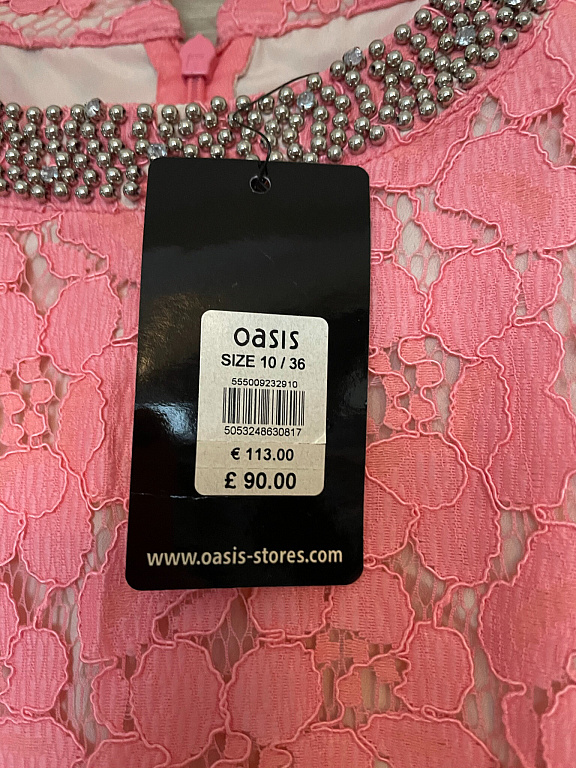 oasis
SIZE 10 / 36
555009232910
5053248630817
€ 113.00
£ 90.00
www.oasis-stores.com